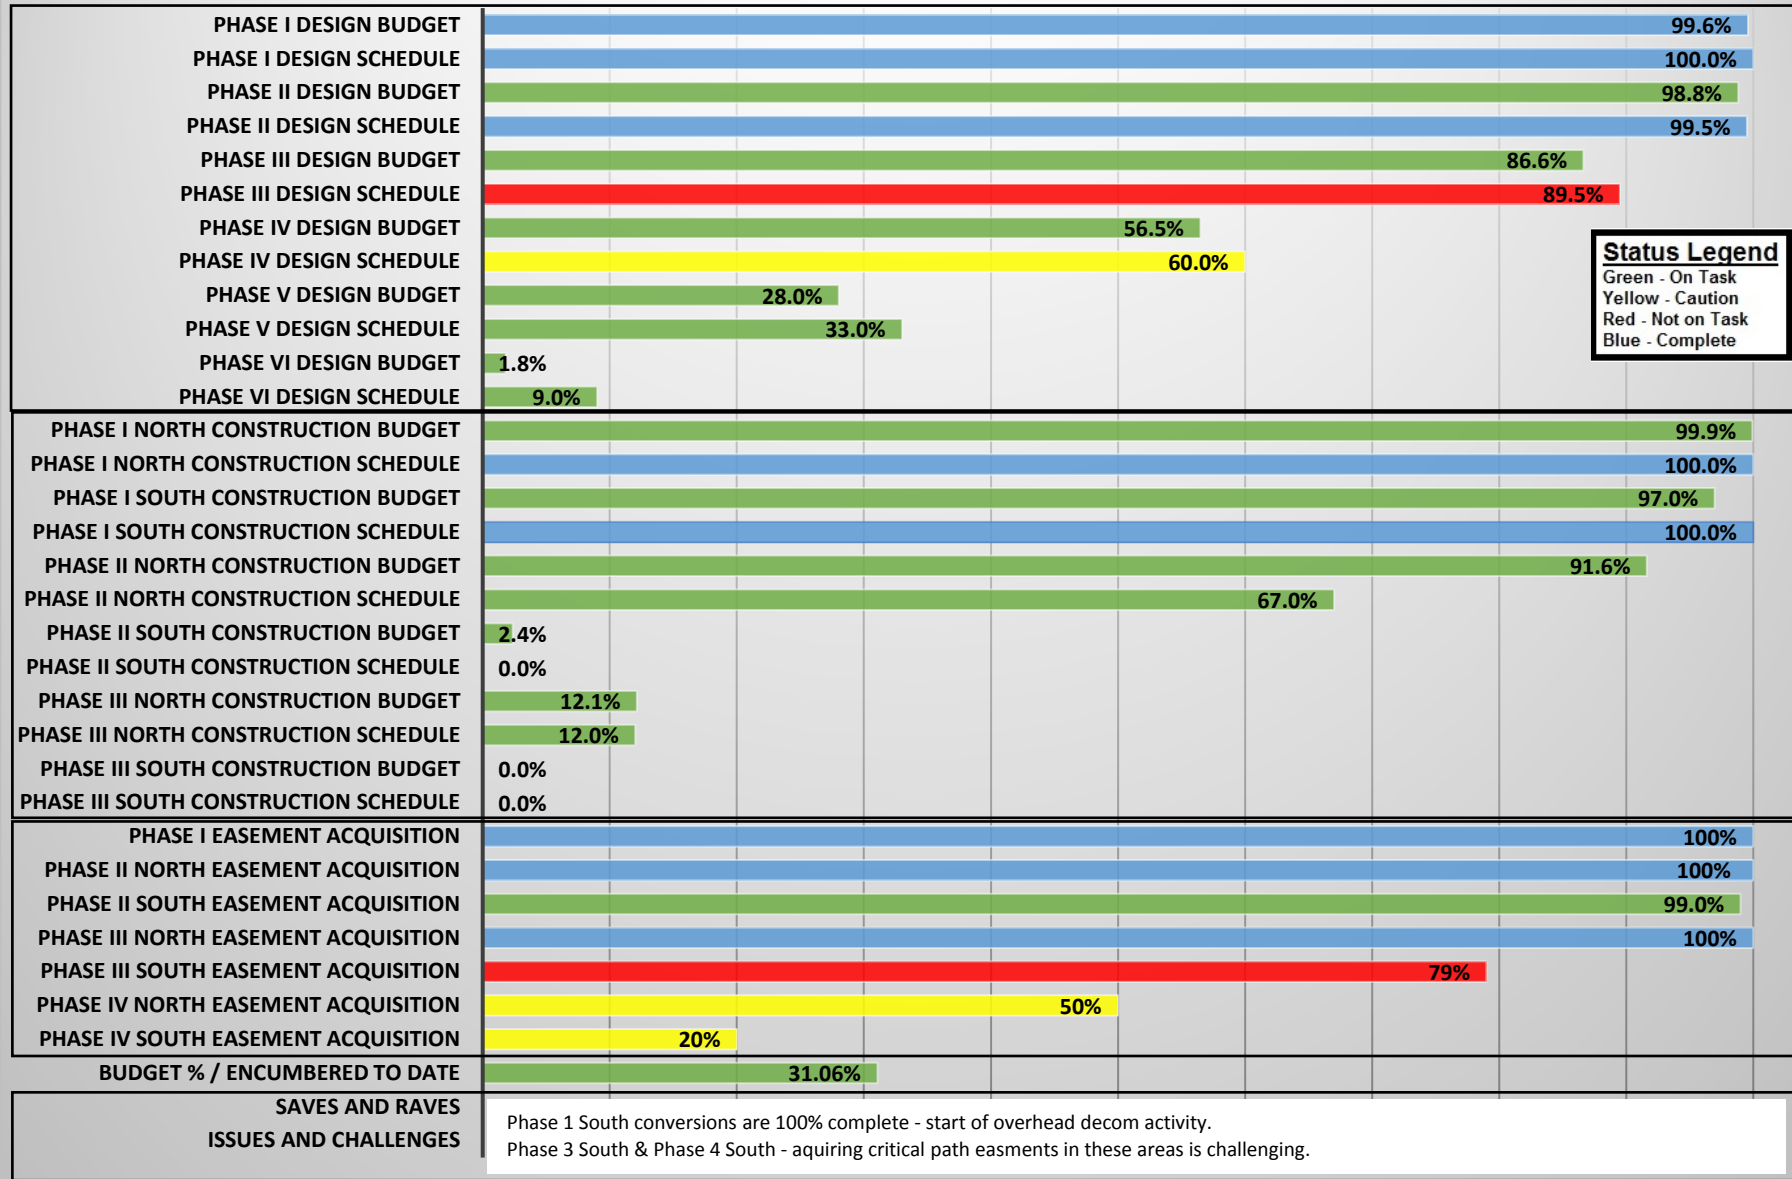 PHASE I DESIGN BUDGET 99.6%
PHASE I DESIGN SCHEDULE 100.0%
PHASE II DESIGN BUDGET 98.8%
PHASE II DESIGN SCHEDULE 99.5%
PHASE III DESIGN BUDGET 86.6%
PHASE III DESIGN SCHEDULE 89.5%
PHASE IV DESIGN BUDGET 56.5%
PHASE IV DESIGN SCHEDULE 60.0%
PHASE V DESIGN BUDGET 28.0%
PHASE V DESIGN SCHEDULE 33.0%
PHASE VI DESIGN BUDGET 1.8%
PHASE VI DESIGN SCHEDULE 9.0%
Status Legend
Green - On Task
Yellow - Caution
Red - Not on Task
Blue - Complete
PHASE I NORTH CONSTRUCTION BUDGET 99.9%
PHASE I NORTH CONSTRUCTION SCHEDULE 100.0%
PHASE I SOUTH CONSTRUCTION BUDGET 97.0%
PHASE I SOUTH CONSTRUCTION SCHEDULE 100.0%
PHASE II NORTH CONSTRUCTION BUDGET 91.6%
PHASE II NORTH CONSTRUCTION SCHEDULE 67.0%
PHASE II SOUTH CONSTRUCTION BUDGET 2.4%
PHASE II SOUTH CONSTRUCTION SCHEDULE 0.0%
PHASE III NORTH CONSTRUCTION BUDGET 12.1%
PHASE III NORTH CONSTRUCTION SCHEDULE 12.0%
PHASE III SOUTH CONSTRUCTION BUDGET 0.0%
PHASE III SOUTH CONSTRUCTION SCHEDULE 0.0%
PHASE I EASEMENT ACQUISITION 100%
PHASE II NORTH EASEMENT ACQUISITION 100%
PHASE II SOUTH EASEMENT ACQUISITION 99.0%
PHASE III NORTH EASEMENT ACQUISITION 100%
PHASE III SOUTH EASEMENT ACQUISITION 79%
PHASE IV NORTH EASEMENT ACQUISITION 50%
PHASE IV SOUTH EASEMENT ACQUISITION 20%
BUDGET % / ENCUMBERED TO DATE 31.06%
SAVES AND RAVES
Phase 1 South conversions are 100% complete - start of overhead decom activity.
ISSUES AND CHALLENGES
Phase 3 South & Phase 4 South - aquiring critical path easments in these areas is challenging.